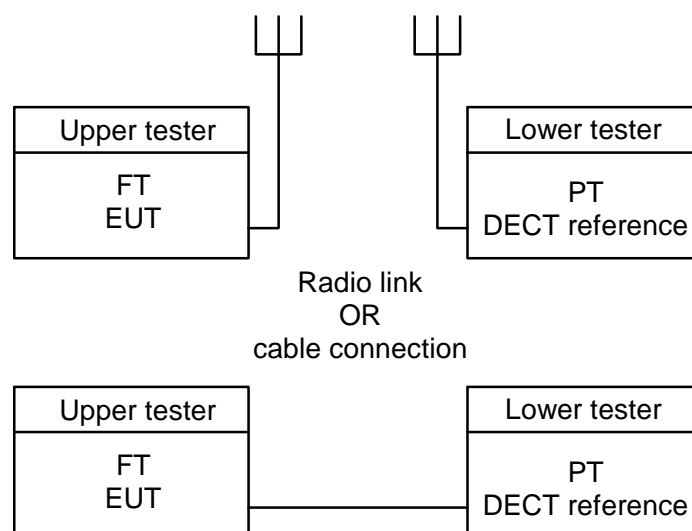 Upper tester
FT
EUT
Lower tester
PT
DECT reference
Radio link
OR
cable connection
Upper tester
FT
EUT
Lower tester
PT
DECT reference